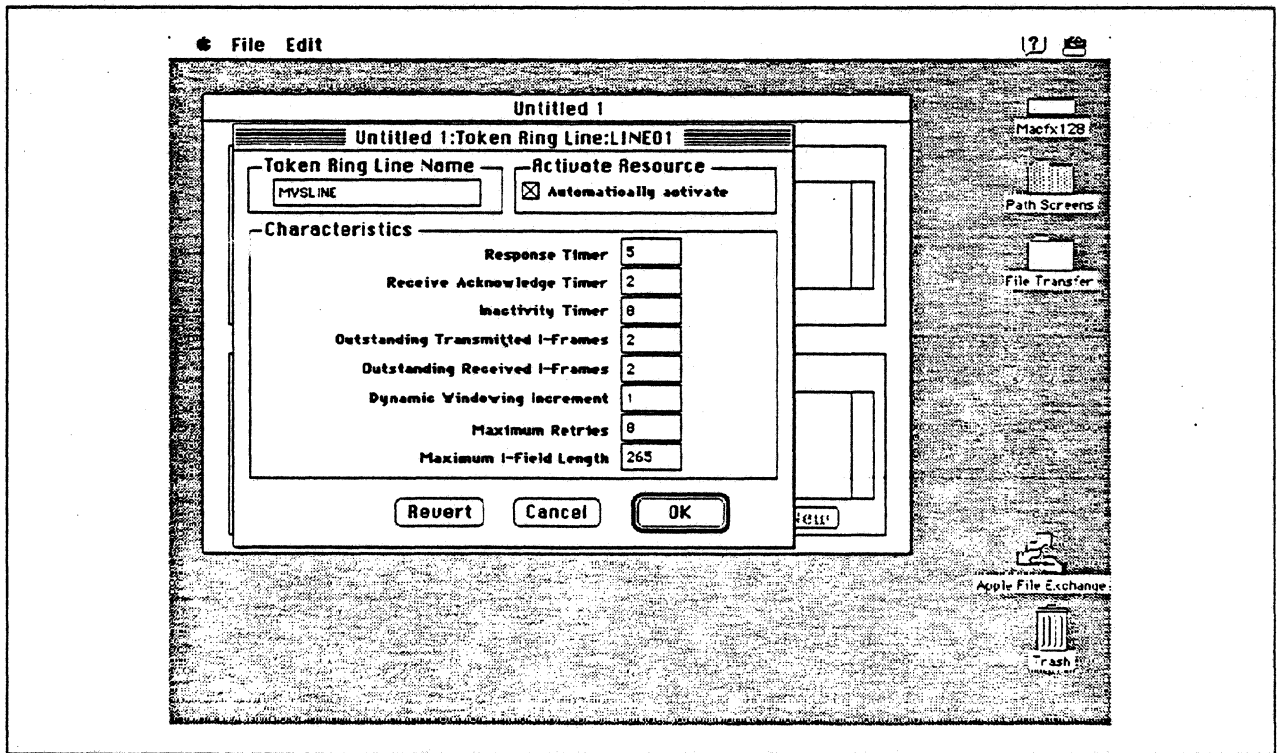 File Edit
Untitled 1
Untitled 1:Token Ring Line:LINE01
Token Ring Line Name
MVSLINE
Activate Resource
Automatically activate
Characteristics
Response Timer 5
Receive Acknowledge Timer 2
Inactivity Timer 8
Outstanding Transmitted I-Frames 2
Outstanding Received I-Frames 2
Dynamic Windowing Increment 1
Maximum Retries 8
Maximum I-Field Length 265
Revert Cancel OK
Macfx128
Path Screens
File Transfer
Apple File Exchange
Trash